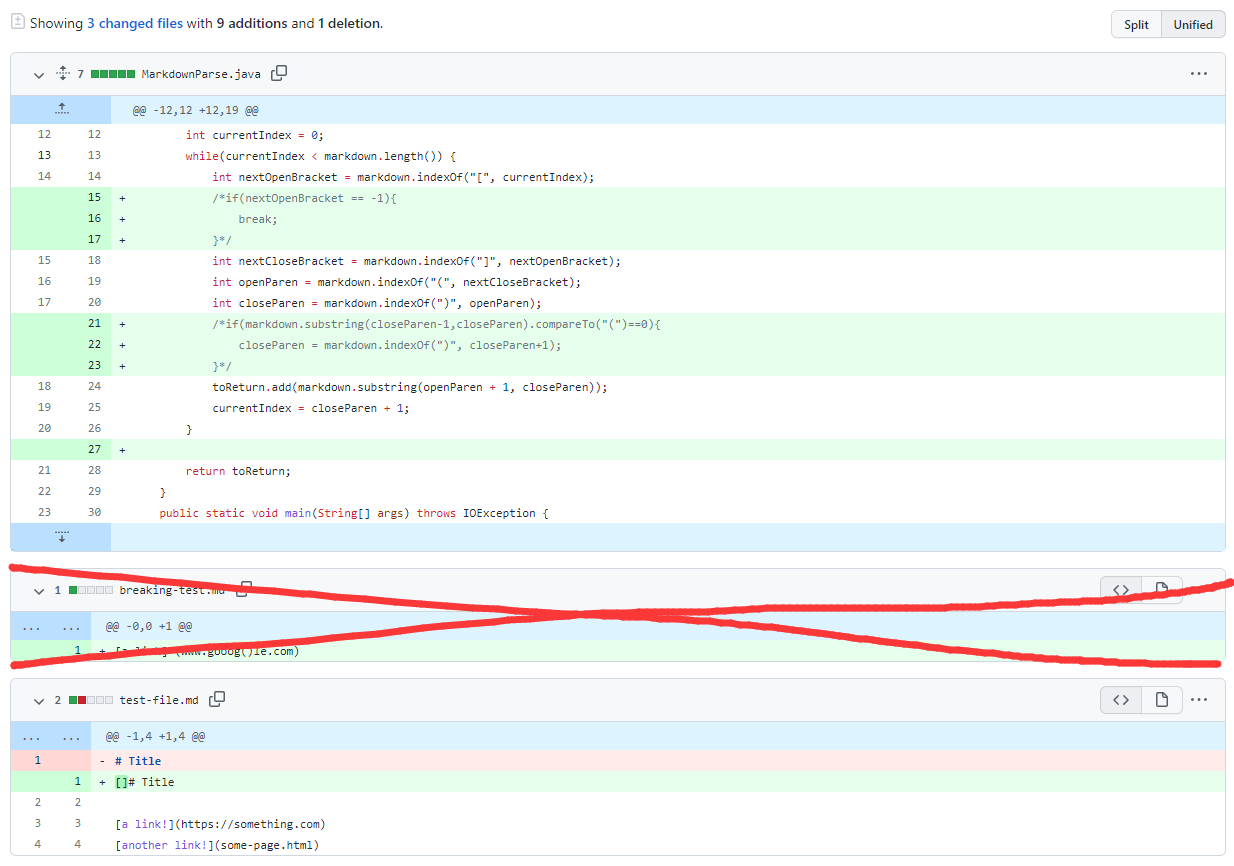 Showing 3 changed files with 9 additions and 1 deletion.
Split Unified
7 MarkdownParse.java
@@ -12,12 +12,19 @@
12 12 int currentIndex = 0;
13 13 while(currentIndex < markdown.length()) {
14 14 int nextOpenBracket = markdown.indexOf("[", currentIndex);
15 + /*if(nextOpenBracket == -1){
16 + break;
17 + }*/
15 18 int nextCloseBracket = markdown.indexOf("]", nextOpenBracket);
16 19 int openParen = markdown.indexOf("(", nextCloseBracket);
17 20 int closeParen = markdown.indexOf(")", openParen);
21 + /*if(markdown.substring(closeParen-1,closeParen).compareTo("(")==0){
22 + closeParen = markdown.indexOf(")", closeParen+1);
23 + }*/
18 24 toReturn.add(markdown.substring(openParen + 1, closeParen));
19 25 currentIndex = closeParen + 1;
20 26 }
27 +
21 28 return toReturn;
22 29 }
23 30 public static void main(String[] args) throws IOException {
1 breaking-test.md
... ... @@ -0,0 +1 @@
1 + [a link](www.gooog()le.com)
2 test-file.md
... ... @@ -1,4 +1,4 @@
1 - # Title
1 + []# Title
2 2
3 3 [a link!](https://something.com)
4 4 [another link!](some-page.html)